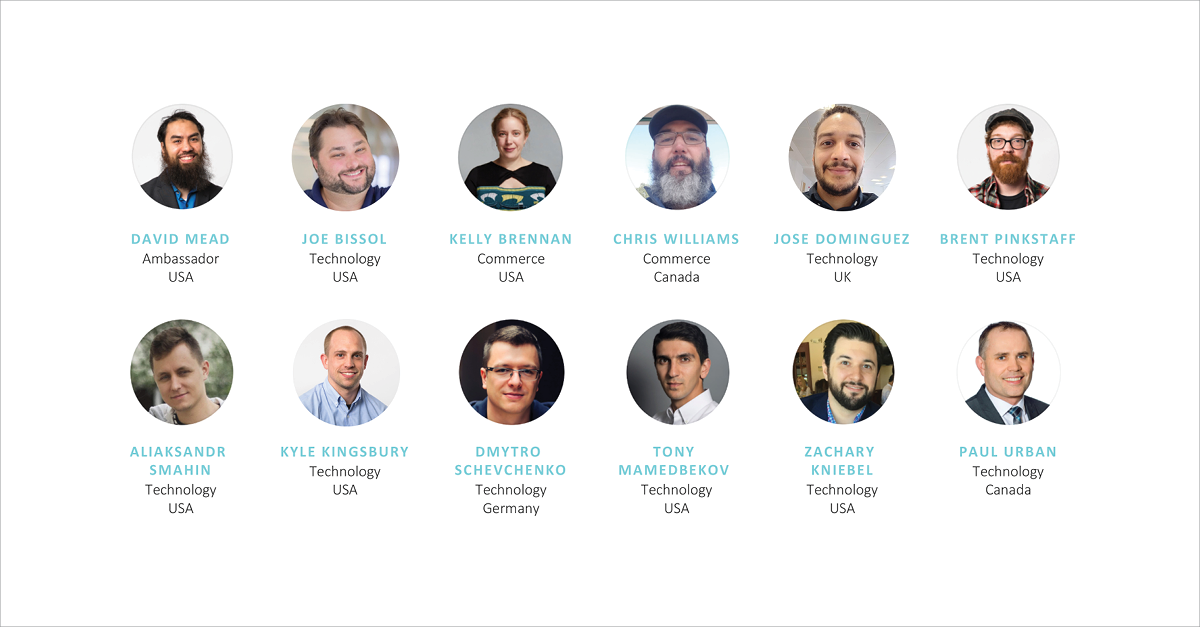 DAVID MEAD
Ambassador
USA
JOE BISSOL
Technology
USA
KELLY BRENNAN
Commerce
USA
CHRIS WILLIAMS
Commerce
Canada
JOSE DOMINGUEZ
Technology
UK
BRENT PINKSTAFF
Technology
USA
ALIAKSANDR
SMAHIN
Technology
USA
KYLE KINGSBURY
Technology
USA
DMYTRO
SCHEVCHENKO
Technology
Germany
TONY
MAMEDBEKOV
Technology
USA
ZACHARY
KNIEBEL
Technology
USA
PAUL URBAN
Technology
Canada